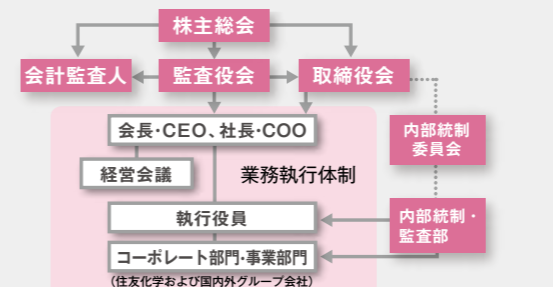 株主総会
会計監査人
監査役会
取締役会
会長・CEO、社長・COO
内部統制
委員会
経営会議
業務執行体制
執行役員
内部統制・
監査部
コーポレート部門・事業部門
(住友化学および国内外グループ会社)